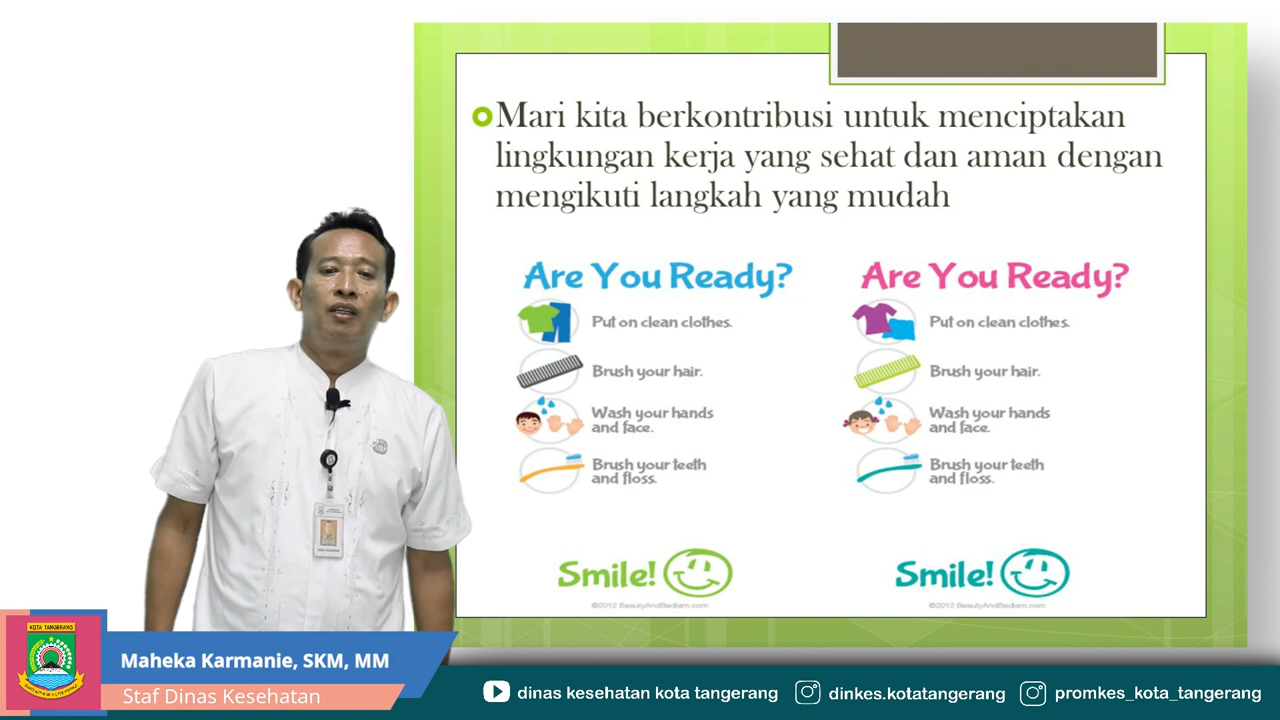 Mari kita berkontribusi untuk menciptakan
lingkungan kerja yang sehat dan aman dengan
mengikuti langkah yang mudah
Are You Ready?
Put on clean clothes.
Brush your hair.
Wash your hands
and face.
Brush your teeth
and floss.
Smile!
©2012 BeautyAndBedlam.com
Are You Ready?
Put on clean clothes.
Brush your hair.
Wash your hands
and face.
Brush your teeth
and floss.
Smile!
©2012 BeautyAndBedlam.com
KOTA TANGERANG
Maheka Karmanie, SKM, MM
Staf Dinas Kesehatan
dinas kesehatan kota tangerang
dinkes.kotatangerang
promkes_kota_tangerang